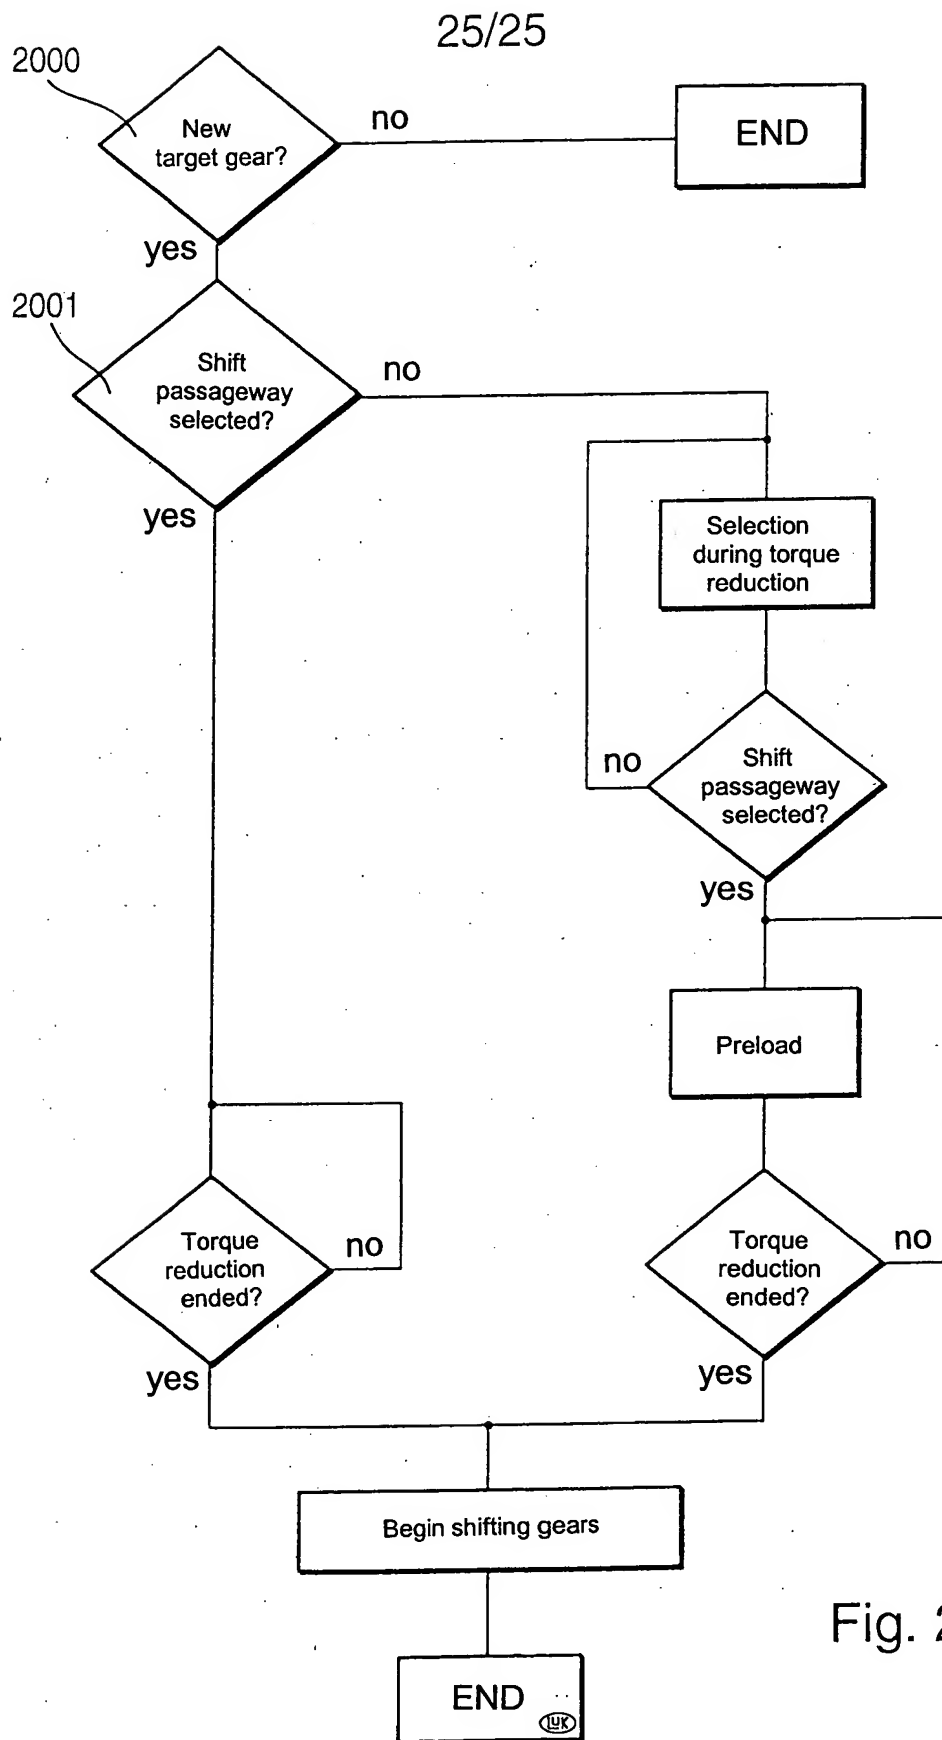 25/25
2000
New
target gear?
no
END
yes
2001
Shift
passageway
selected?
no
yes
Selection
during torque
reduction
no
Shift
passageway
selected?
yes
Preload
Torque
reduction
ended?
no
yes
Torque
reduction
ended?
no
yes
Begin shifting gears
Fig.
END
LUK